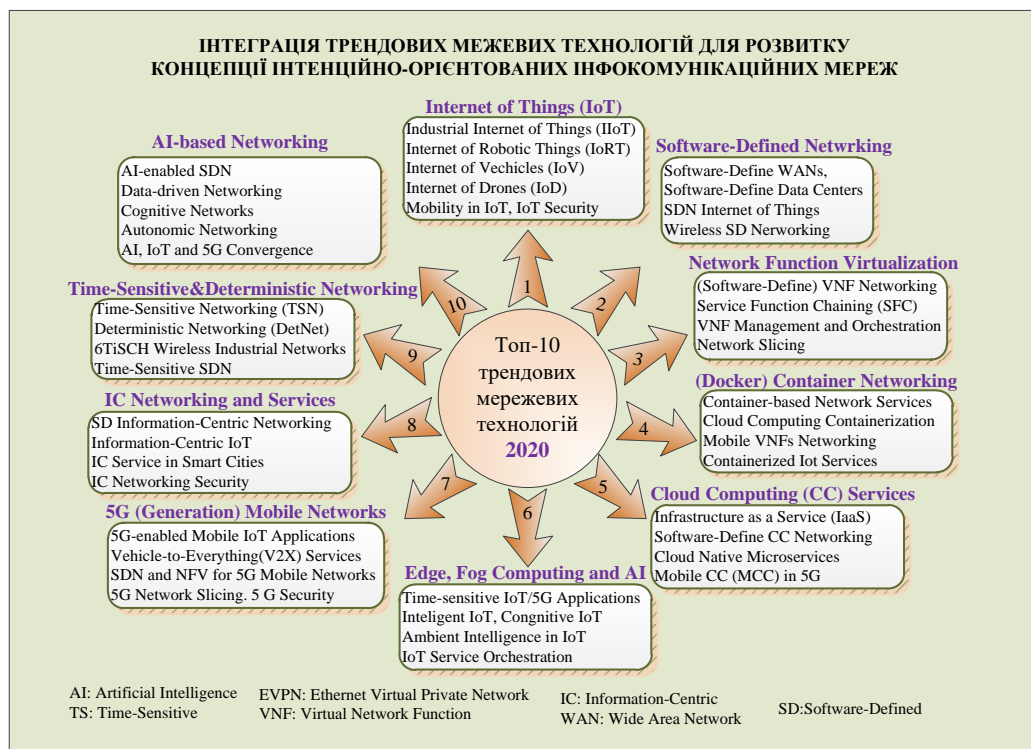 ІНТЕГРАЦІЯ ТРЕНДОВИХ МЕЖЕВИХ ТЕХНОЛОГІЙ ДЛЯ РОЗВИТКУ
КОНЦЕПЦІЇ ІНТЕНЦІЙНО-ОРІЄНТОВАНИХ ІНФОКОМУНІКАЦІЙНИХ МЕРЕЖ
Internet of Things (IoT)
Industrial Internet of Things (IIoT)
Internet of Robotic Things (IoRT)
Internet of Vechicles (IoV)
Internet of Drones (IoD)
Mobility in IoT, IoT Security
Software-Defined Netwrking
Software-Define WANs,
Software-Define Data Centers
SDN Internet of Things
Wireless SD Nerworking
Network Function Virtualization
(Software-Define) VNF Networking
Service Function Chaining (SFC)
VNF Management and Orchestration
Network Slicing
(Docker) Container Networking
Container-based Network Services
Cloud Computing Containerization
Mobile VNFs Networking
Containerized Iot Services
Cloud Computing (CC) Services
Infrastructure as a Service (IaaS)
Software-Define CC Networking
Cloud Native Microservices
Mobile CC (MCC) in 5G
Edge, Fog Computing and AI
Time-sensitive IoT/5G Applications
Inteligent IoT, Congnitive IoT
Ambient Intelligence in IoT
IoT Service Orchestration
5G (Generation) Mobile Networks
5G-enabled Mobile IoT Applications
Vehicle-to-Everything(V2X) Services
SDN and NFV for 5G Mobile Networks
5G Network Slicing. 5 G Security
IC Networking and Services
SD Information-Centric Networking
Information-Centric IoT
IC Service in Smart Cities
IC Networking Security
Time-Sensitive&Deterministic Networking
Time-Sensitive Networking (TSN)
Deterministic Networking (DetNet)
6TiSCH Wireless Industrial Networks
Time-Sensitive SDN
AI-based Networking
AI-enabled SDN
Data-driven Networking
Cognitive Networks
Autonomic Networking
AI, IoT and 5G Convergence
1
2
3
4
5
6
7
8
9
10
Топ-10
трендових
мережевих
технологій
2020
AI: Artificial Intelligence
TS: Time-Sensitive
EVPN: Ethernet Virtual Private Network
VNF: Virtual Network Function
IC: Information-Centric
WAN: Wide Area Network
SD:Software-Defined